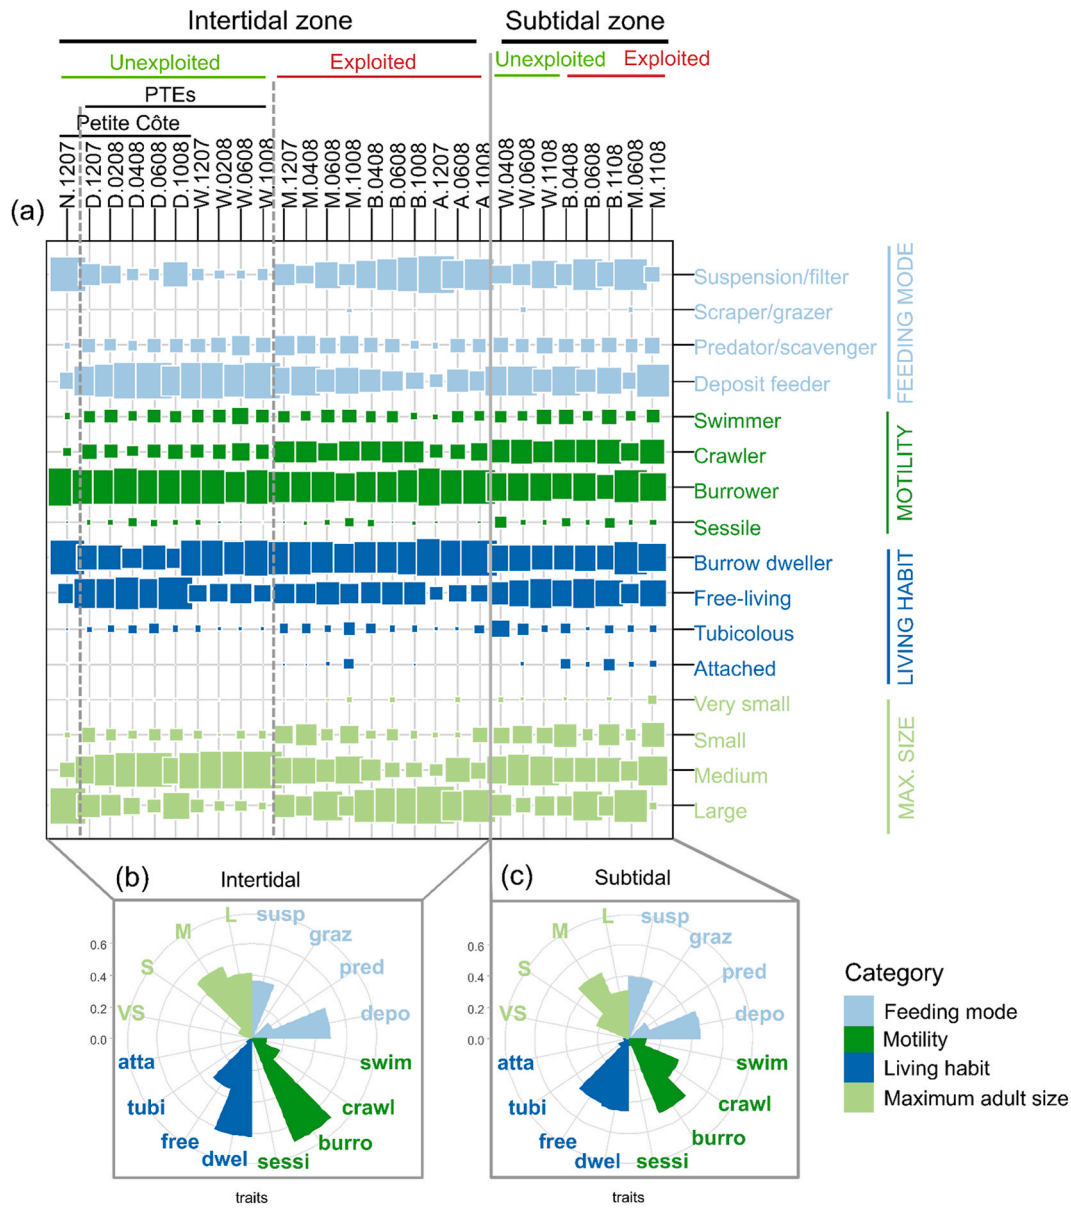 Intertidal zone Subtidal zone
Unexploited Exploited Unexploited Exploited
PTEs
Petite Côte
(a)
N.1207
D.1207
D.0208
D.0408
D.0608
D.1008
W.1207
W.0208
W.0608
W.1008
M.1207
M.0408
M.0608
M.1008
B.0408
B.0608
B.1008
A.1207
A.0608
A.1008
W.0408
W.0608
W.1108
B.0408
B.0608
B.1108
M.0608
M.1108
Suspension/filter
Scraper/grazer
Predator/scavenger
Deposit feeder
FEEDING MODE
Swimmer
Crawler
Burrower
Sessile
MOTILITY
Burrow dweller
Free-living
Tubicolous
Attached
LIVING HABIT
Very small
Small
Medium
Large
MAX. SIZE
(b) Intertidal
0.6
0.4
0.2
0.0
L
susp
graz
pred
depo
swim
crawl
burro
sessi
dwel
free
tubi
atta
VS
S
M
traits
(c) Subtidal
0.6
0.4
0.2
0.0
L
susp
graz
pred
depo
swim
crawl
burro
sessi
dwel
free
tubi
atta
VS
S
M
traits
Category
Feeding mode
Motility
Living habit
Maximum adult size